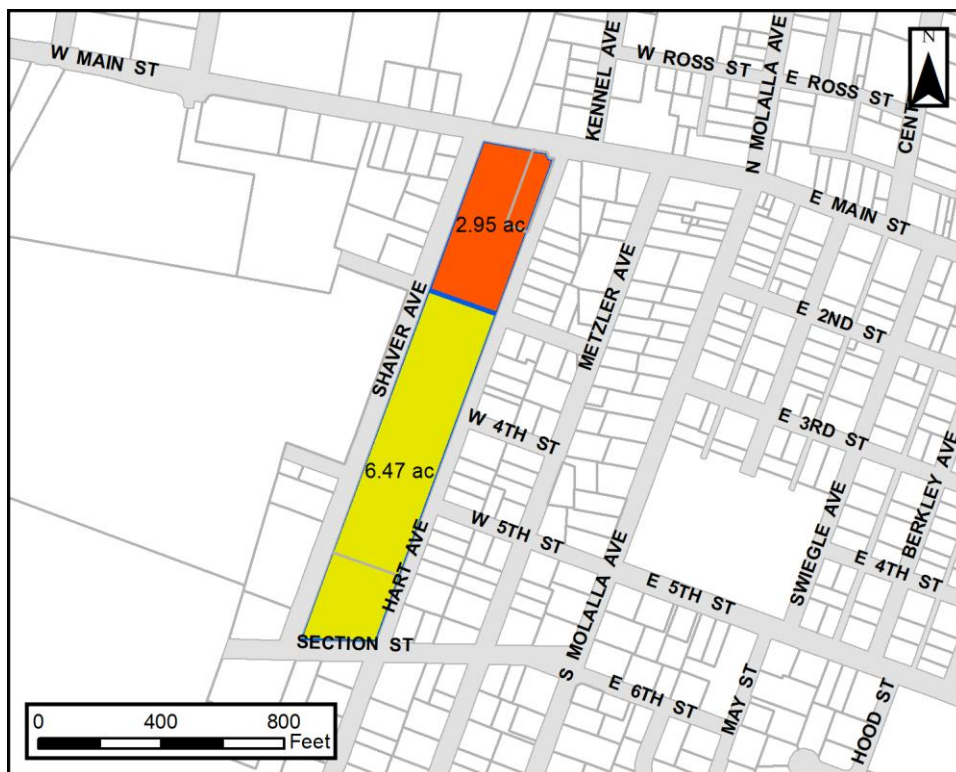 W MAIN ST
KENNEL AVE
W ROSS ST
N MOLALLA AVE
E ROSS ST
CENT
N
E MAIN ST
2.95 ac
SHAVER AVE
METZLER AVE
E 2ND ST
W 4TH ST
E 3RD ST
6.47 ac
HART AVE
W 5TH ST
S MOLALLA AVE
E 5TH ST
SWIEGLE AVE
BERKLEY AVE
E 4TH ST
SECTION ST
E 6TH ST
MAY ST
HOOD ST
0 400 800
Feet